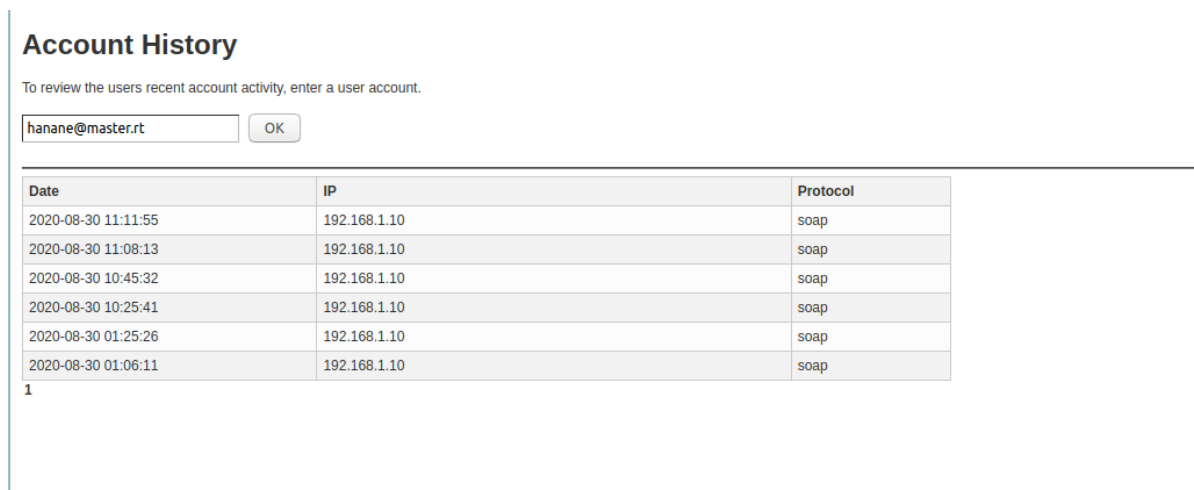 Account History
To review the users recent account activity, enter a user account.
hanane@master.rt OK
Date IP Protocol
2020-08-30 11:11:55 192.168.1.10 soap
2020-08-30 11:08:13 192.168.1.10 soap
2020-08-30 10:45:32 192.168.1.10 soap
2020-08-30 10:25:41 192.168.1.10 soap
2020-08-30 01:25:26 192.168.1.10 soap
2020-08-30 01:06:11 192.168.1.10 soap
1